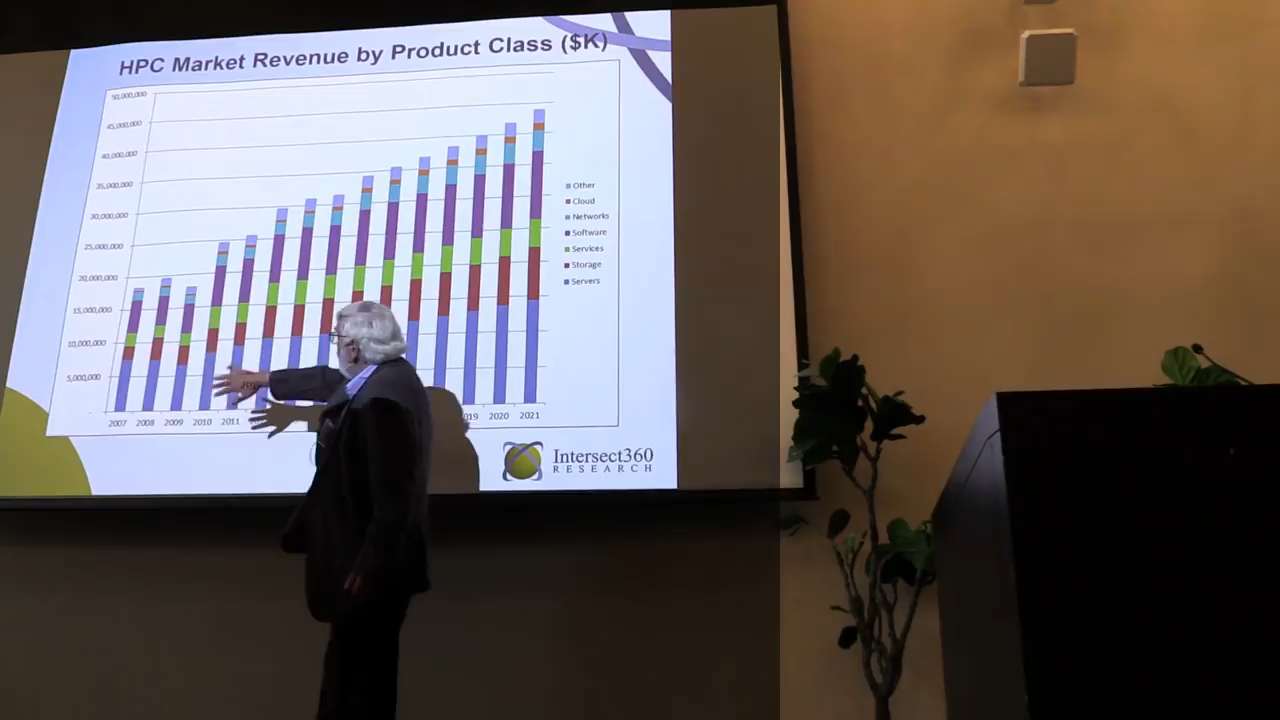 HPC Market Revenue by Product Class ($K)
50,000,000
45,000,000
40,000,000
35,000,000
30,000,000
25,000,000
20,000,000
15,000,000
10,000,000
5,000,000
-
Other
Cloud
Networks
Software
Services
Storage
Servers
2007 2008 2009 2010 2011 2020 2021
Intersect360
RESEARCH